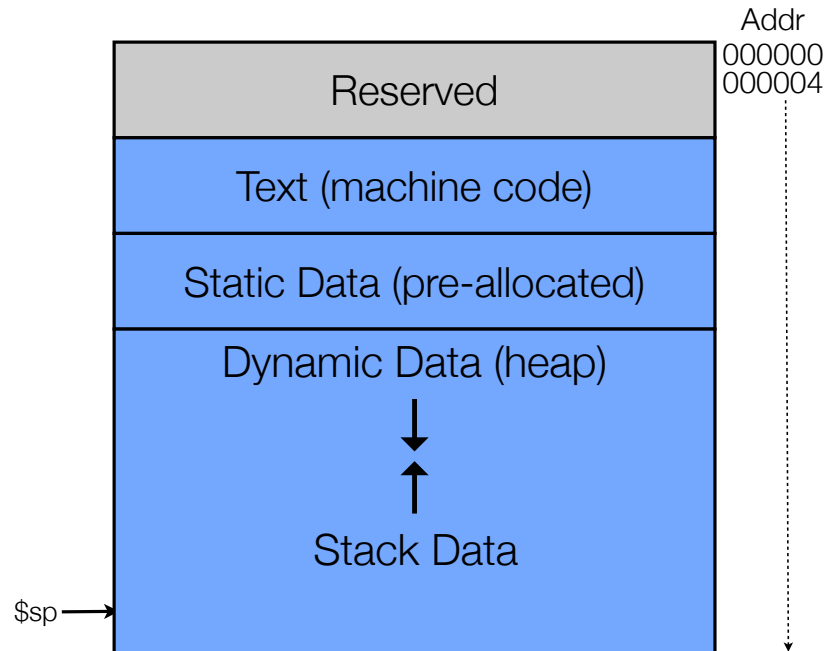 Addr
000000
000004
Reserved
Text (machine code)
Static Data (pre-allocated)
Dynamic Data (heap)
Stack Data
$sp